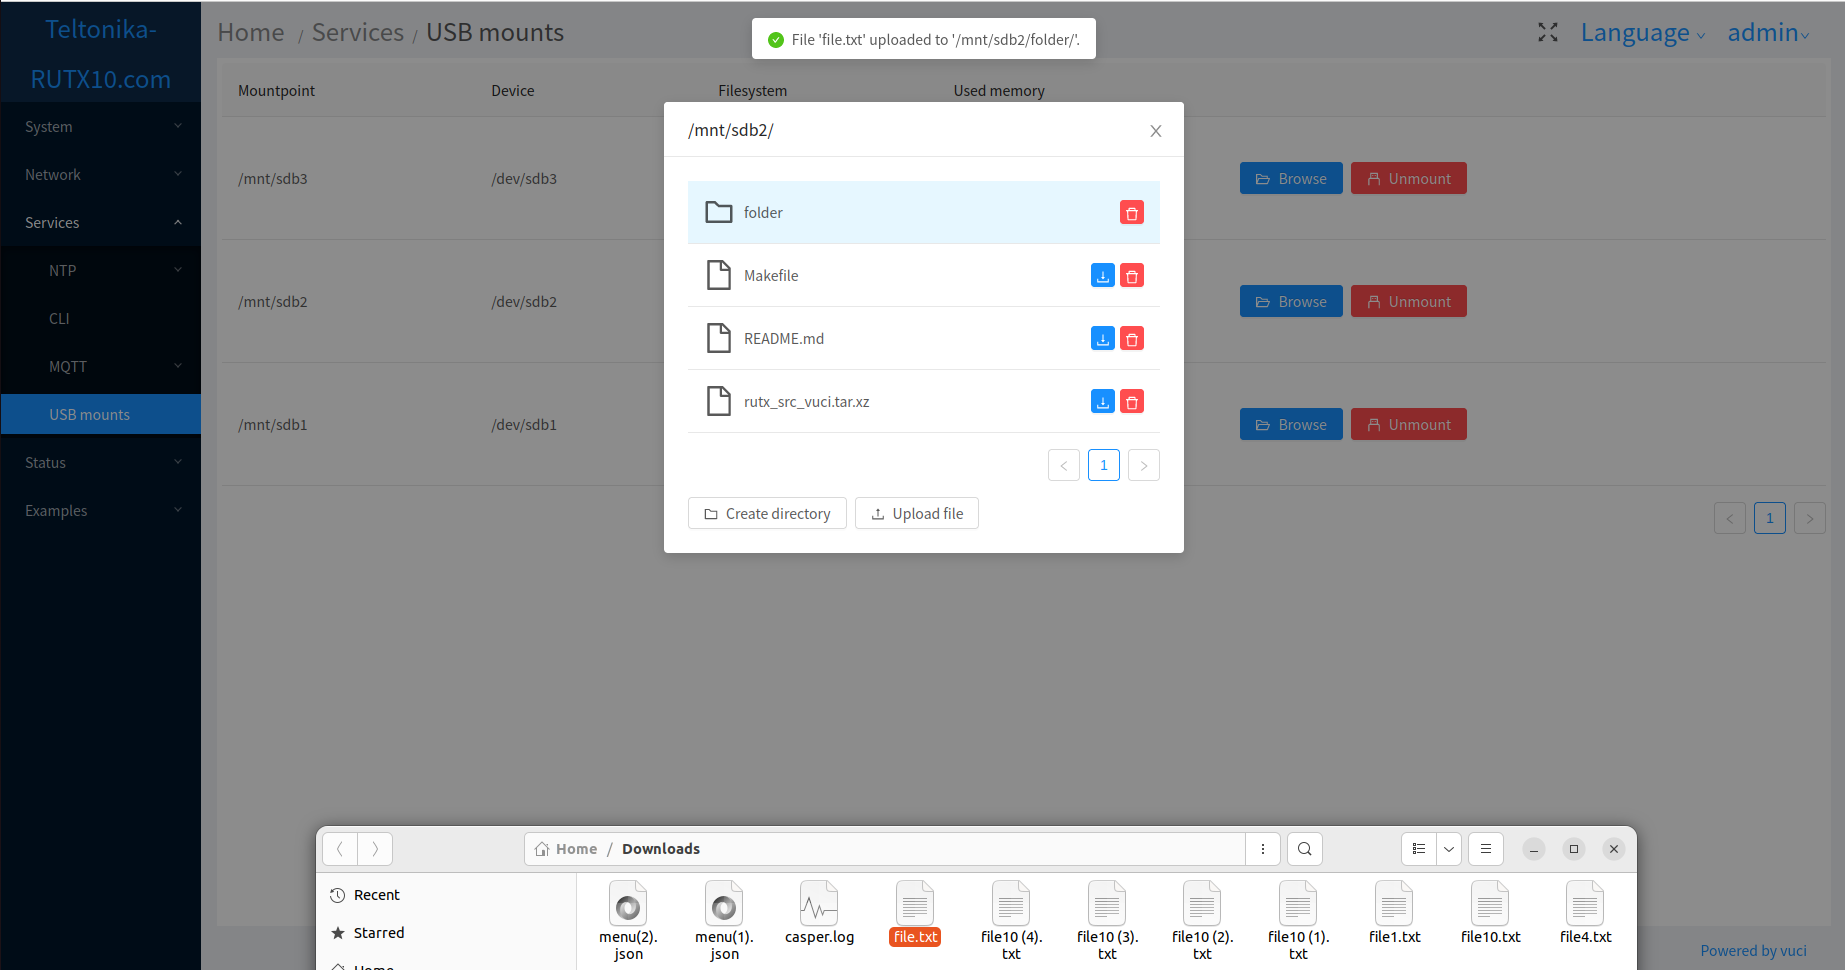 Teltonika-
RUTX10.com
System
Network
Services
NTP
CLI
MQTT
USB mounts
Status
Examples
Home / Services / USB mounts
File 'file.txt' uploaded to '/mnt/sdb2/folder/'.
Language
admin
Mountpoint Device Filesystem Used memory
/mnt/sdb3 /dev/sdb3 Browse Unmount
/mnt/sdb2 /dev/sdb2 Browse Unmount
/mnt/sdb1 /dev/sdb1 Browse Unmount
< 1 >
/mnt/sdb2/
folder
Makefile
README.md
rutx_src_vuci.tar.xz
< 1 >
Create directory Upload file
Home / Downloads
Recent
Starred
Home
menu(2).
json
menu(1).
json
casper.log
file.txt
file10 (4).
txt
file10 (3).
txt
file10 (2).
txt
file10 (1).
txt
file1.txt
file10.txt
file4.txt
Powered by vuci